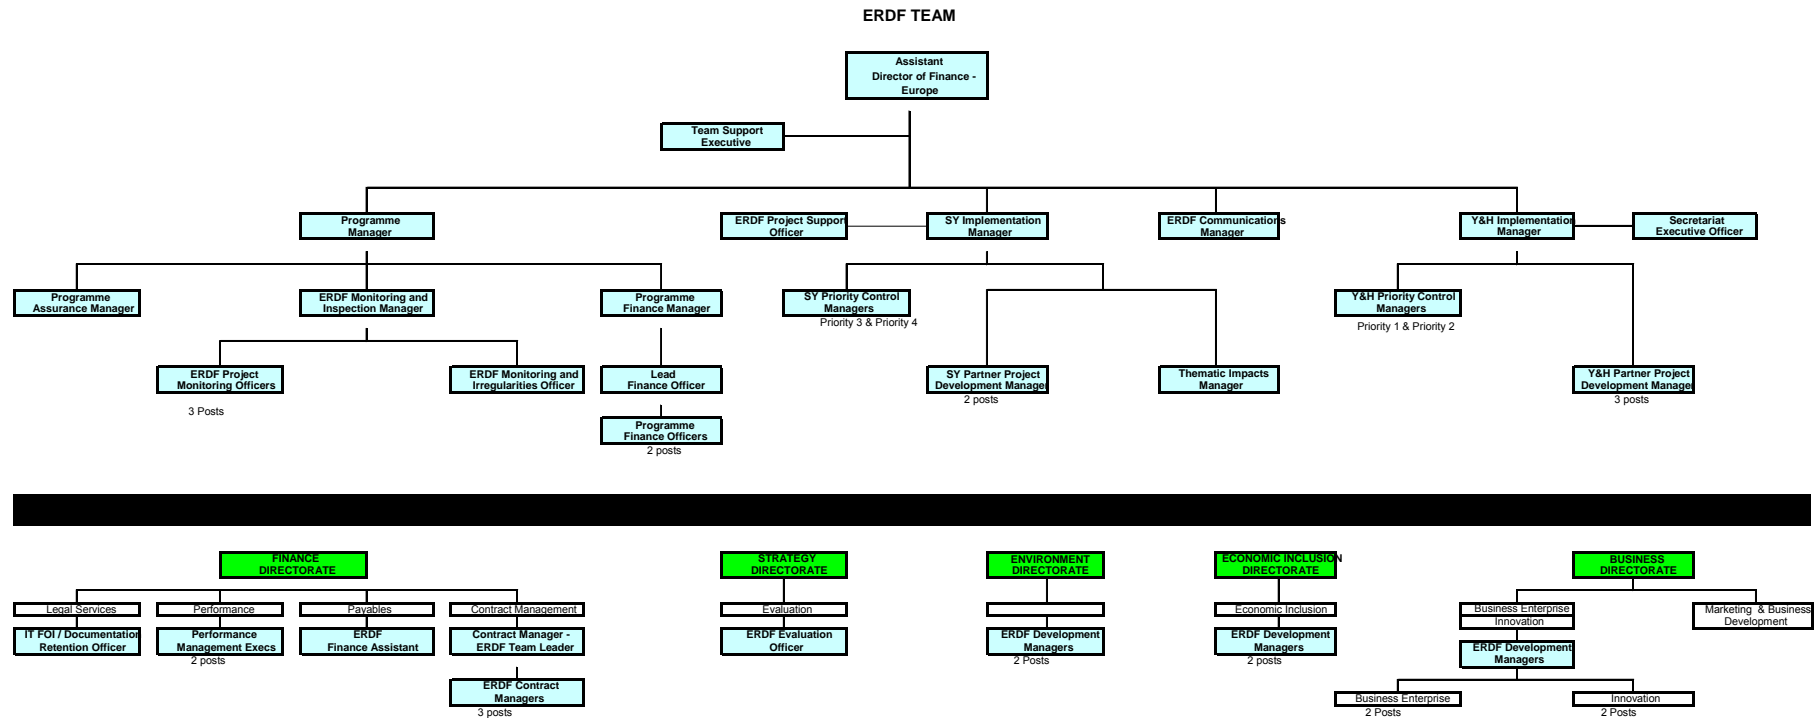 ERDF TEAM
Assistant
Director of Finance -
Europe
Team Support
Executive
Programme
Manager
ERDF Project Support
Officer
SY Implementation
Manager
ERDF Communications
Manager
Y&H Implementation
Manager
Secretariat
Executive Officer
Programme
Assurance Manager
ERDF Monitoring and
Inspection Manager
Programme
Finance Manager
SY Priority Control
Managers
Priority 3 & Priority 4
Y&H Priority Control
Managers
Priority 1 & Priority 2
ERDF Project
Monitoring Officers
3 Posts
ERDF Monitoring and
Irregularities Officer
Lead
Finance Officer
SY Partner Project
Development Manager
2 posts
Thematic Impacts
Manager
Y&H Partner Project
Development Manager
3 posts
Programme
Finance Officers
2 posts
FINANCE
DIRECTORATE
STRATEGY
DIRECTORATE
ENVIRONMENT
DIRECTORATE
ECONOMIC INCLUSION
DIRECTORATE
BUSINESS
DIRECTORATE
Legal Services
Performance
Payables
Contract Management
Evaluation
Economic Inclusion
Business Enterprise
Innovation
Marketing & Business
Development
IT FOI / Documentation
Retention Officer
Performance
Management Execs
2 posts
ERDF
Finance Assistant
Contract Manager -
ERDF Team Leader
ERDF Evaluation
Officer
ERDF Development
Managers
2 Posts
ERDF Development
Managers
2 posts
ERDF Development
Managers
ERDF Contract
Managers
3 posts
Business Enterprise
2 Posts
Innovation
2 Posts